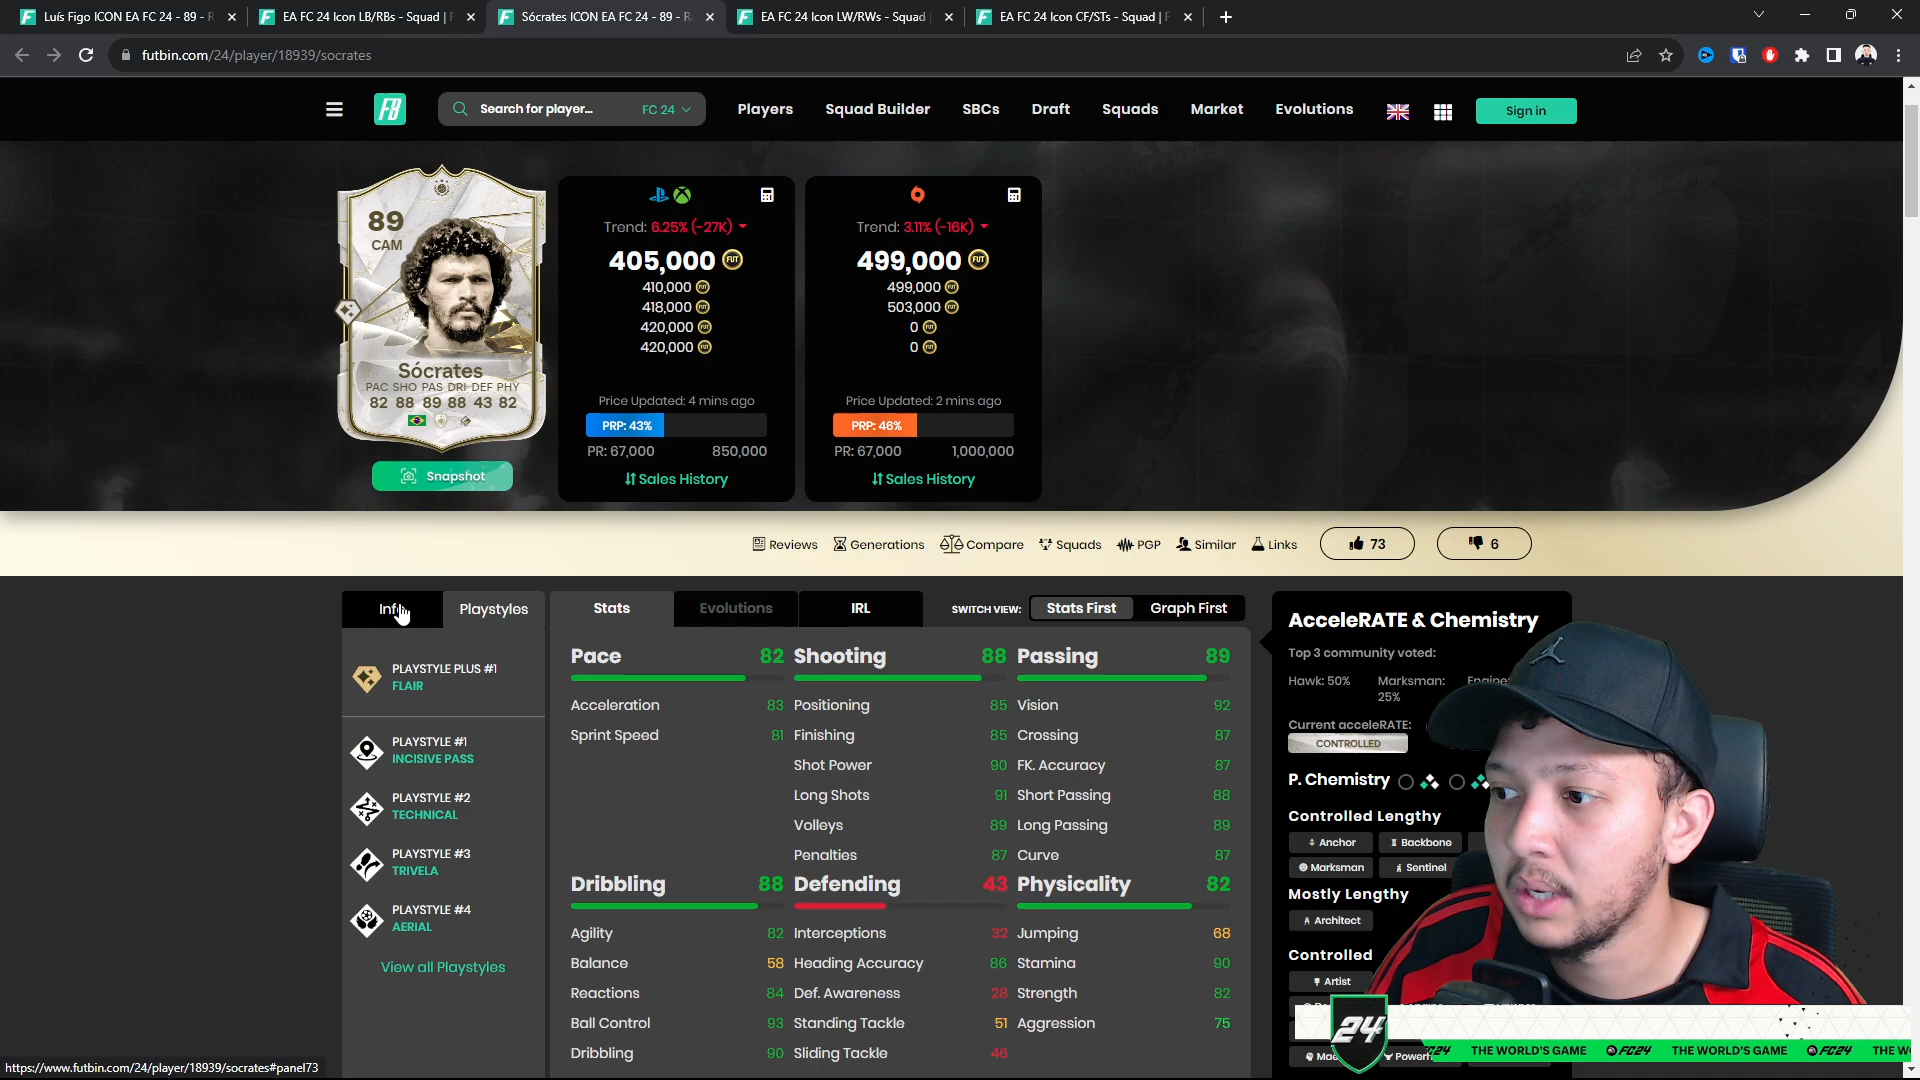 Luís Figo ICON EA FC 24 - 89 - R
EA FC 24 Icon LB/RBs - Squad | F
Sócrates ICON EA FC 24 - 89 - R
EA FC 24 Icon LW/RWs - Squad
EA FC 24 Icon CF/STs - Squad | F
futbin.com/24/player/18939/socrates
FB
Search for player...
FC 24
Players
Squad Builder
SBCs
Draft
Squads
Market
Evolutions
Sign in
89
CAM
Sócrates
PAC SHO PAS DRI DEF PHY
82 88 89 88 43 82
Snapshot
Trend: 6.25% (-27K)
405,000 FUT
410,000
418,000
420,000
420,000
Price Updated: 4 mins ago
PRP: 43%
PR: 67,000 850,000
Sales History
Trend: 3.11% (-16K)
499,000 FUT
499,000
503,000
0
0
Price Updated: 2 mins ago
PRP: 46%
PR: 67,000 1,000,000
Sales History
Reviews
Generations
Compare
Squads
PGP
Similar
Links
73
6
Info
Playstyles
PLAYSTYLE PLUS #1
FLAIR
PLAYSTYLE #1
INCISIVE PASS
PLAYSTYLE #2
TECHNICAL
PLAYSTYLE #3
TRIVELA
PLAYSTYLE #4
AERIAL
View all Playstyles
Stats
Evolutions
IRL
SWITCH VIEW:
Stats First
Graph First
Pace 82
Acceleration 83
Sprint Speed 81
Shooting 88
Positioning 85
Finishing 85
Shot Power 90
Long Shots 91
Volleys 89
Penalties 87
Passing 89
Vision 92
Crossing 87
FK. Accuracy 87
Short Passing 88
Long Passing 89
Curve 87
Dribbling 88
Agility 82
Balance 58
Reactions 84
Ball Control 93
Dribbling 90
Defending 43
Interceptions 32
Heading Accuracy 86
Def. Awareness 28
Standing Tackle 51
Sliding Tackle 46
Physicality 82
Jumping 68
Stamina 90
Strength 82
Aggression 75
AcceleRATE & Chemistry
Top 3 community voted:
Hawk: 50%
Marksman: 25%
Current acceleRATE:
CONTROLLED
P. Chemistry
Controlled Lengthy
Anchor
Backbone
Marksman
Sentinel
Mostly Lengthy
Architect
Controlled
Artist
24
FC24 THE WORLD'S GAME FC24 THE WORLD'S GAME FC24 THE W
https://www.futbin.com/24/player/18939/socrates#panel73